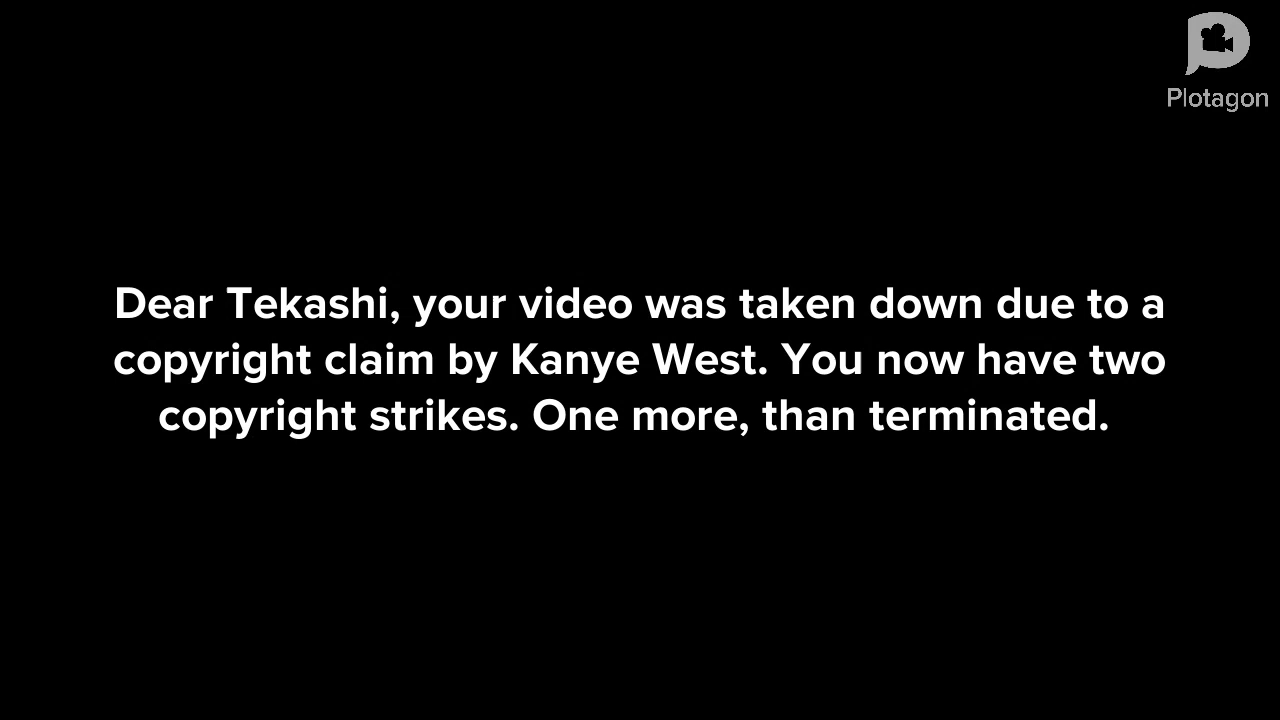 Plotagon
Dear Tekashi, your video was taken down due to a
copyright claim by Kanye West. You now have two
copyright strikes. One more, than terminated.